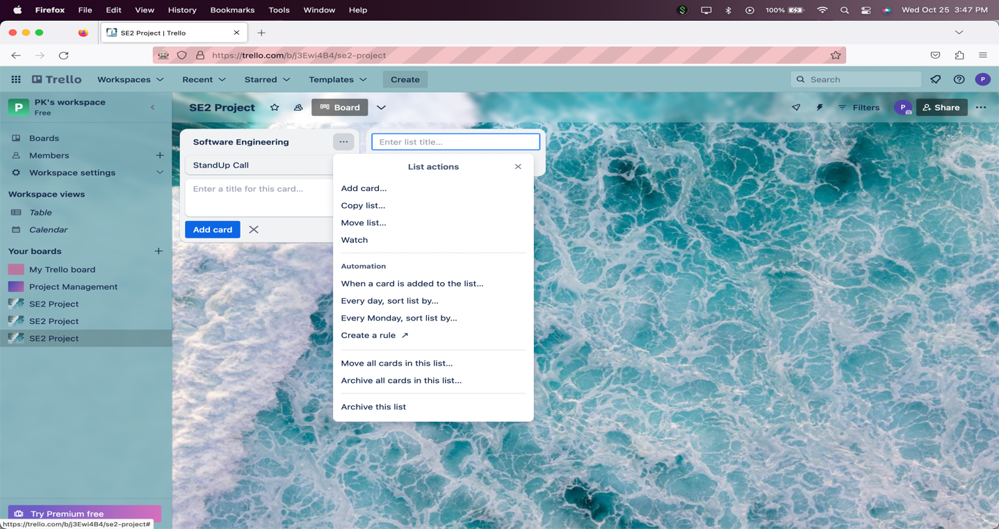 Firefox File Edit View History Bookmarks Tools Window Help 100% Wed Oct 25 3:47 PM
SE2 Project | Trello
https://trello.com/b/j3Ewi4B4/se2-project
Trello Workspaces Recent Starred Templates Create Search P
P PK's workspace
Free
SE2 Project Board Filters P Share
Boards
Members
Workspace settings
Workspace views
Table
Calendar
Your boards
My Trello board
Project Management
SE2 Project
SE2 Project
SE2 Project
Try Premium free
https://trello.com/b/j3Ewi4B4/se2-project#
Software Engineering
StandUp Call
Enter a title for this card...
Add card
Enter list title...
List actions
Add card...
Copy list...
Move list...
Watch
Automation
When a card is added to the list...
Every day, sort list by...
Every Monday, sort list by...
Create a rule ↗
Move all cards in this list...
Archive all cards in this list...
Archive this list